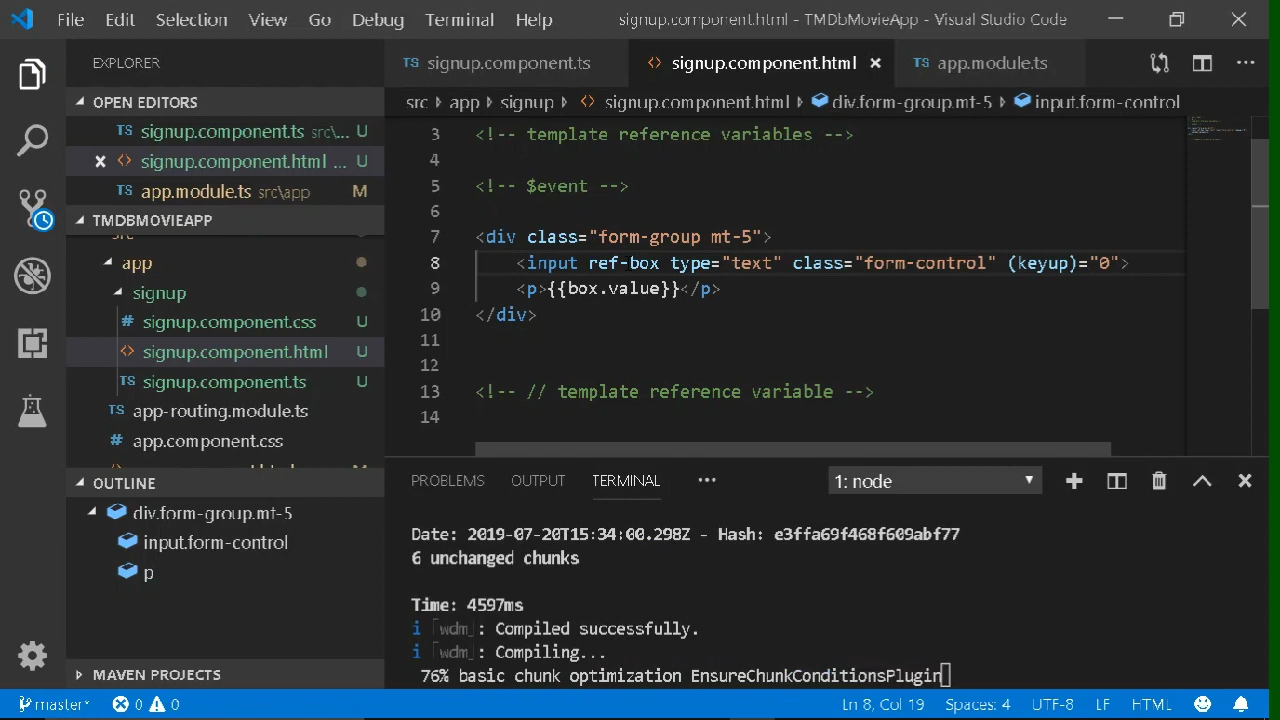 File Edit Selection View Go Debug Terminal Help signup.component.html - TMDbMovieApp - Visual Studio Code
EXPLORER
OPEN EDITORS
TS signup.component.ts src\... U
<> signup.component.html ... U
TS app.module.ts src\app M
TMDBMOVIEAPP
app
signup
# signup.component.css U
<> signup.component.html U
TS signup.component.ts U
TS app-routing.module.ts
# app.component.css
OUTLINE
div.form-group.mt-5
input.form-control
p
MAVEN PROJECTS
TS signup.component.ts <> signup.component.html TS app.module.ts
src app signup <> signup.component.html div.form-group.mt-5 input.form-control
3 <!-- template reference variables -->
4
5 <!-- $event -->
6
7 <div class="form-group mt-5">
8 <input ref-box type="text" class="form-control" (keyup)="0">
9 <p>{{box.value}}</p>
10 </div>
11
12
13 <!-- // template reference variable -->
14
PROBLEMS OUTPUT TERMINAL ... 1: node
Date: 2019-07-20T15:34:00.298Z - Hash: e3ffa69f468f609abf77
6 unchanged chunks
Time: 4597ms
i ｢wdm｣: Compiled successfully.
i ｢wdm｣: Compiling...
76% basic chunk optimization EnsureChunkConditionsPlugin
master* 0 0 Ln 8, Col 19 Spaces: 4 UTF-8 LF HTML